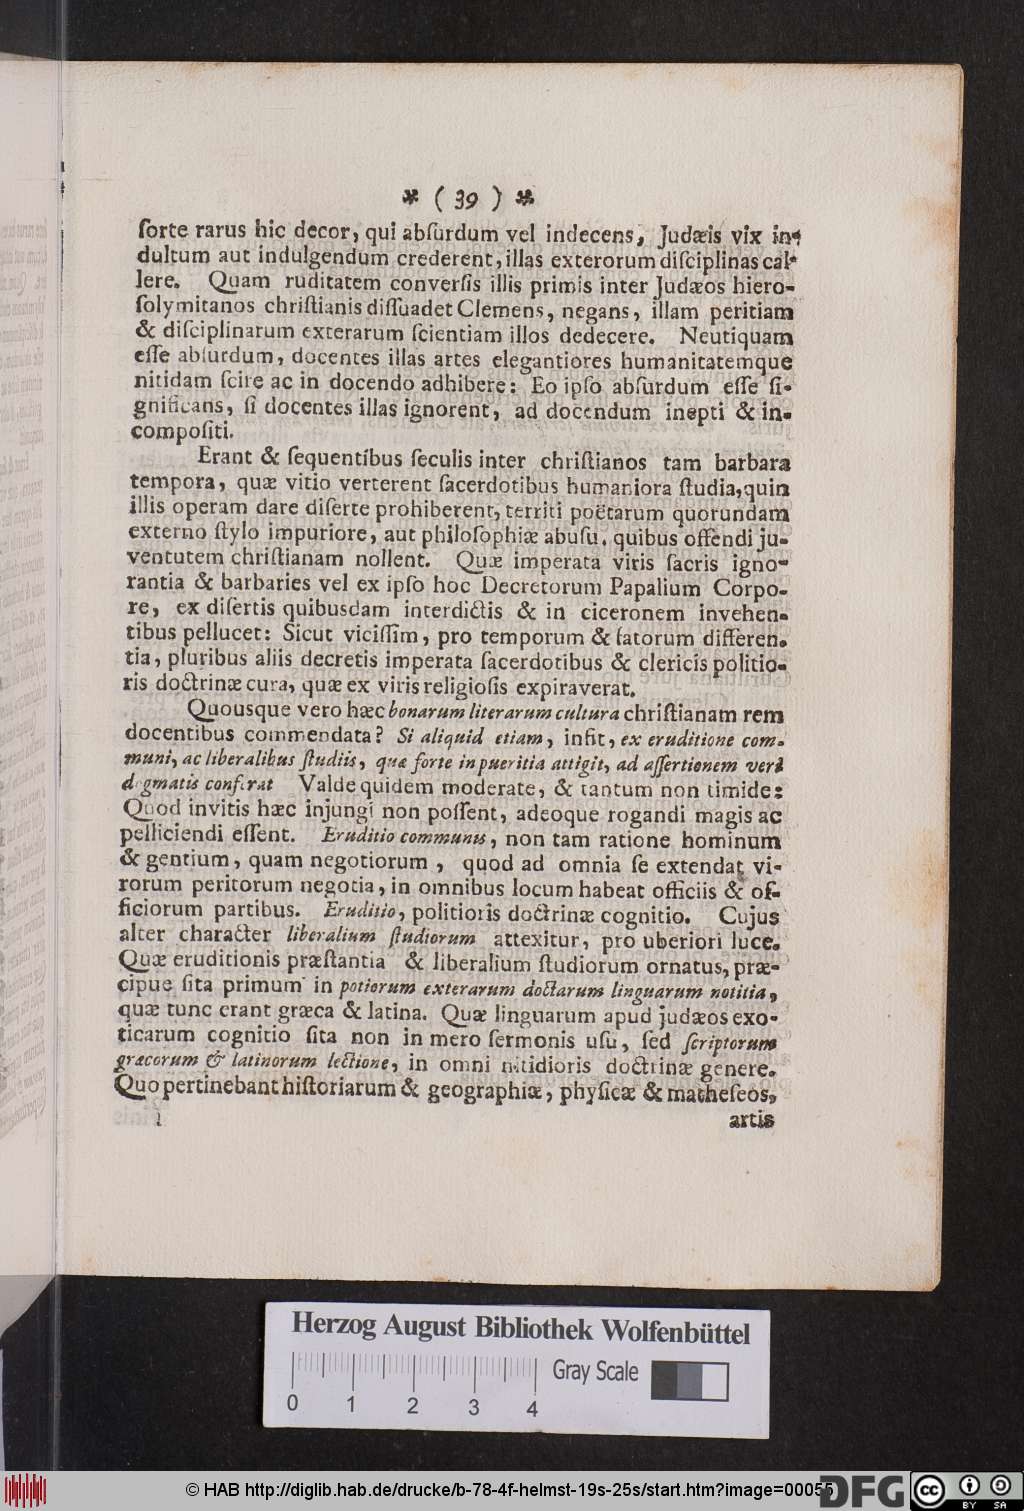 * ( 39 ) *
ſorte rarus hic decor, qui abſurdum vel indecens, Judæis vix in-
dultum aut indulgendum crederent, illas exterorum diſciplinas cal-
lere. Quam ruditatem converſis illis primis inter Judæos hiero-
ſolymitanos chriſtianis diſſuadet Clemens, negans, illam peritiam
& diſciplinarum exterarum ſcientiam illos dedecere. Neutiquam
eſſe abſurdum, docentes illas artes elegantiores humanitatemque
nitidam ſcire ac in docendo adhibere: Eo ipſo abſurdum eſſe ſi-
gnificans, ſi docentes illas ignorent, ad docendum inepti & in-
compoſiti.
Erant & ſequentibus ſeculis inter chriſtianos tam barbara
tempora, quæ vitio verterent ſacerdotibus humaniora ſtudia, quin
illis operam dare diſerte prohiberent, territi poëtarum quorundam
externo ſtylo impuriore, aut philoſophiæ abuſu, quibus offendi ju-
ventutem chriſtianam nollent. Quæ imperata viris ſacris igno-
rantia & barbaries vel ex ipſo hoc Decretorum Papalium Corpo-
re, ex diſertis quibusdam interdictis & in ciceronem invehen-
tibus pellucet: Sicut viciſſim, pro temporum & fatorum differen-
tia, pluribus aliis decretis imperata ſacerdotibus & clericis politio-
ris doctrinæ cura, quæ ex viris religioſis expiraverat.
Quousque vero hæc bonarum literarum cultura chriſtianam rem
docentibus commendata? Si aliquid etiam, infit, ex eruditione com-
muni, ac liberalibus ſtudiis, quæ forte in pueritia attigit, ad aſſertionem veri
dogmatis conferat Valde quidem moderate, & tantum non timide:
Quod invitis hæc injungi non poſſent, adeoque rogandi magis ac
pelliciendi eſſent. Eruditio communis, non tam ratione hominum
& gentium, quam negotiorum, quod ad omnia ſe extendat vi-
rorum peritorum negotia, in omnibus locum habeat officiis & of-
ficiorum partibus. Eruditio, politioris doctrinæ cognitio. Cujus
alter character liberalium ſtudiorum attexitur, pro uberiori luce.
Quæ eruditionis præſtantia & liberalium ſtudiorum ornatus, præ-
cipue ſita primum in potiorum exterarum doctarum linguarum notitia,
quæ tunc erant græca & latina. Quæ linguarum apud judæos exo-
ticarum cognitio ſita non in mero ſermonis uſu, ſed ſcriptorum
græcorum & latinorum lectione, in omni nitidioris doctrinæ genere.
Quo pertinebant hiſtoriarum & geographiæ, phyſicæ & matheſeos,
artis
Herzog August Bibliothek Wolfenbüttel
Gray Scale
0 1 2 3 4
© HAB http://diglib.hab.de/drucke/b-78-4f-helmst-19s-25s/start.htm?image=00055
DFG
cc BY SA